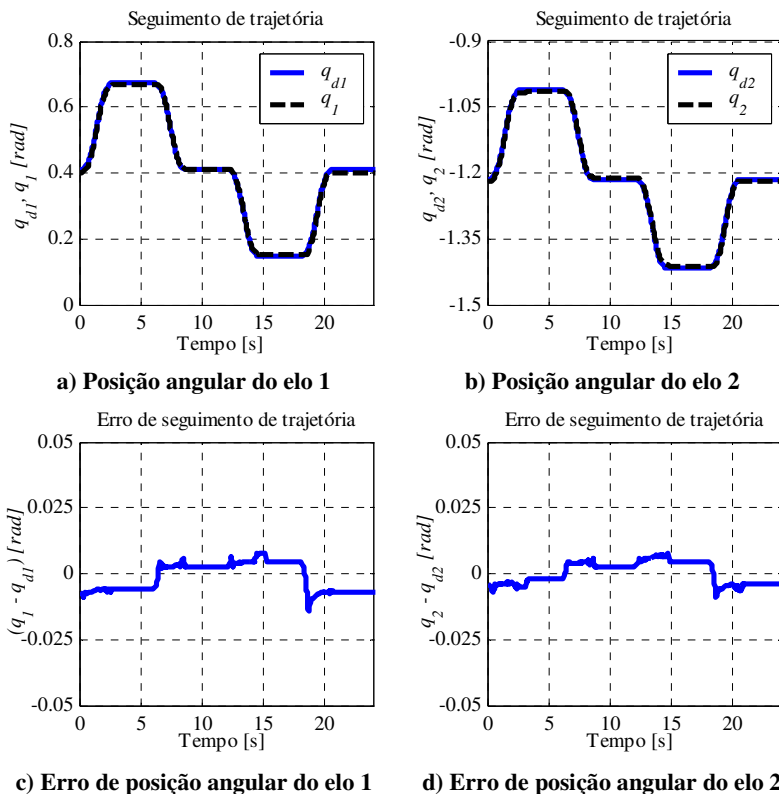 Seguimento de trajetória
0.8
0.6
0.4
0.2
0
q_d1, q_1 [rad]
q_d1
q_1
0 5 10 15 20
Tempo [s]
a) Posição angular do elo 1
Seguimento de trajetória
-0.9
-1.05
-1.2
-1.35
-1.5
q_d2, q_2 [rad]
q_d2
q_2
0 5 10 15 20
Tempo [s]
b) Posição angular do elo 2
Erro de seguimento de trajetória
0.05
0.025
0
-0.025
-0.05
(q_1 - q_d1) [rad]
0 5 10 15 20
Tempo [s]
c) Erro de posição angular do elo 1
Erro de seguimento de trajetória
0.05
0.025
0
-0.025
-0.05
q_2 - q_d2 [rad]
0 5 10 15 20
Tempo [s]
d) Erro de posição angular do elo 2